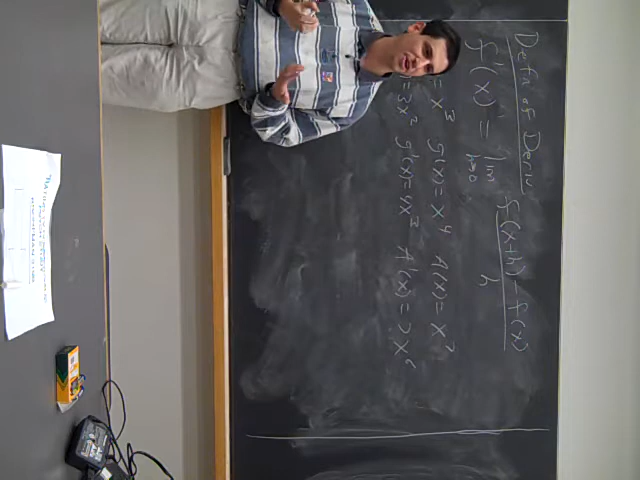 Defn of Deriv
f'(x) = lim h→0 f(x+h) - f(x) / h
= x³ g(x) = x⁴ A(x) = x⁷
= 3x² g'(x) = 4x³ A'(x) = 7x⁶